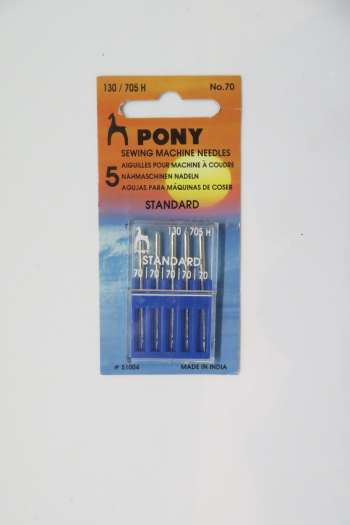 130 / 705 H No.70
PONY
SEWING MACHINE NEEDLES
AIGUILLES POUR MACHINE À COUDRE
5 NÄHMASCHINEN NADELN
AGUJAS PARA MÁQUINAS DE COSER
STANDARD
130 / 705 H
STANDARD
70 70 70 70 70
# 51004 MADE IN INDIA